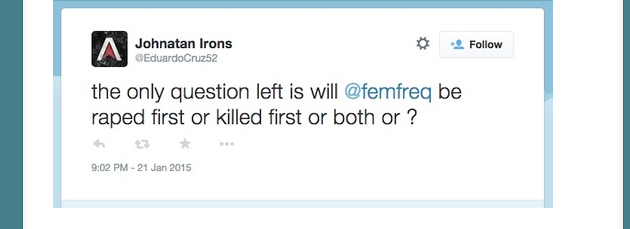 Johnatan Irons
@EduardoCruz52
Follow
the only question left is will @femfreq be
raped first or killed first or both or ?
9:02 PM - 21 Jan 2015